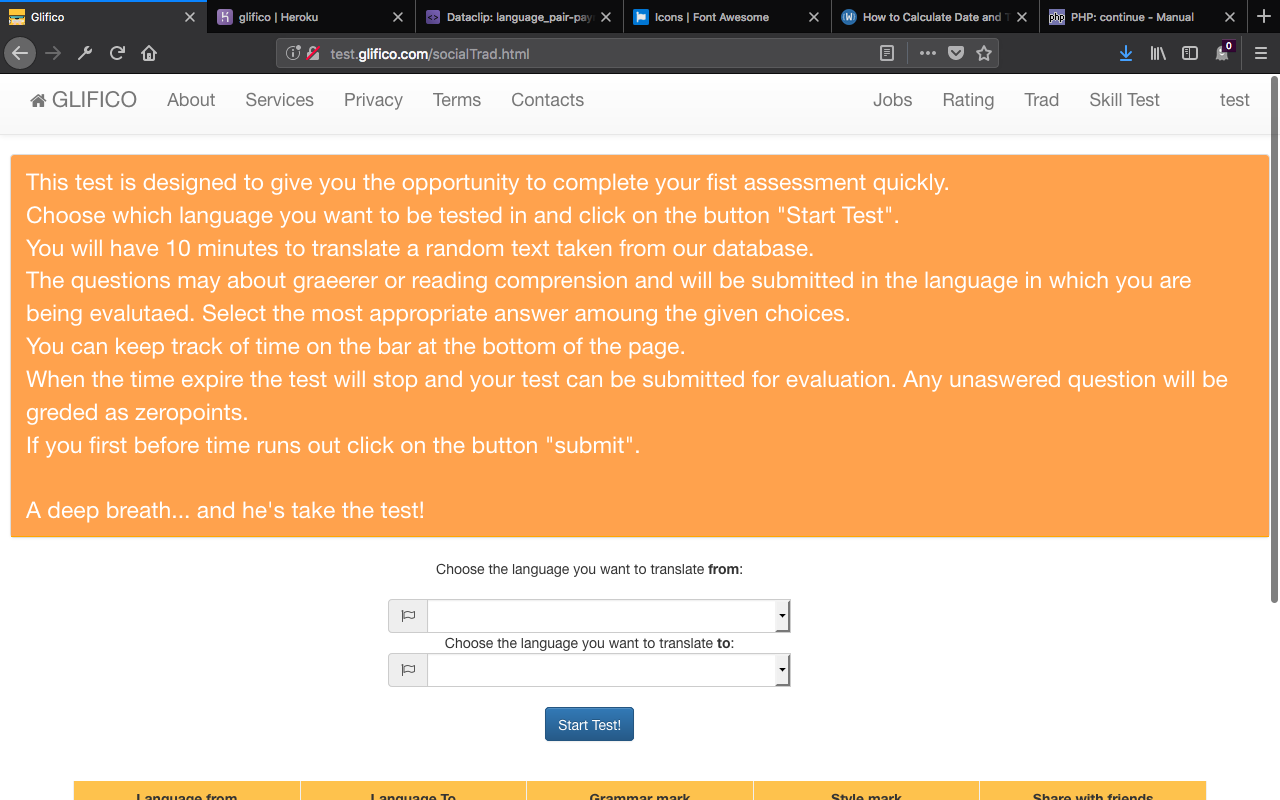 Glifico
glifico | Heroku
Dataclip: language_pair-pay
Icons | Font Awesome
How to Calculate Date and T
php PHP: continue - Manual
test.glifico.com/socialTrad.html
0
GLIFICO About Services Privacy Terms Contacts Jobs Rating Trad Skill Test test
This test is designed to give you the opportunity to complete your fist assessment quickly.
Choose which language you want to be tested in and click on the button "Start Test".
You will have 10 minutes to translate a random text taken from our database.
The questions may about graeerer or reading comprension and will be submitted in the language in which you are
being evalutaed. Select the most appropriate answer amoung the given choices.
You can keep track of time on the bar at the bottom of the page.
When the time expire the test will stop and your test can be submitted for evaluation. Any unaswered question will be
greded as zeropoints.
If you first before time runs out click on the button "submit".
A deep breath... and he's take the test!
Choose the language you want to translate from:
Choose the language you want to translate to:
Start Test!
Language from Language To Grammar mark Style mark Share with friends